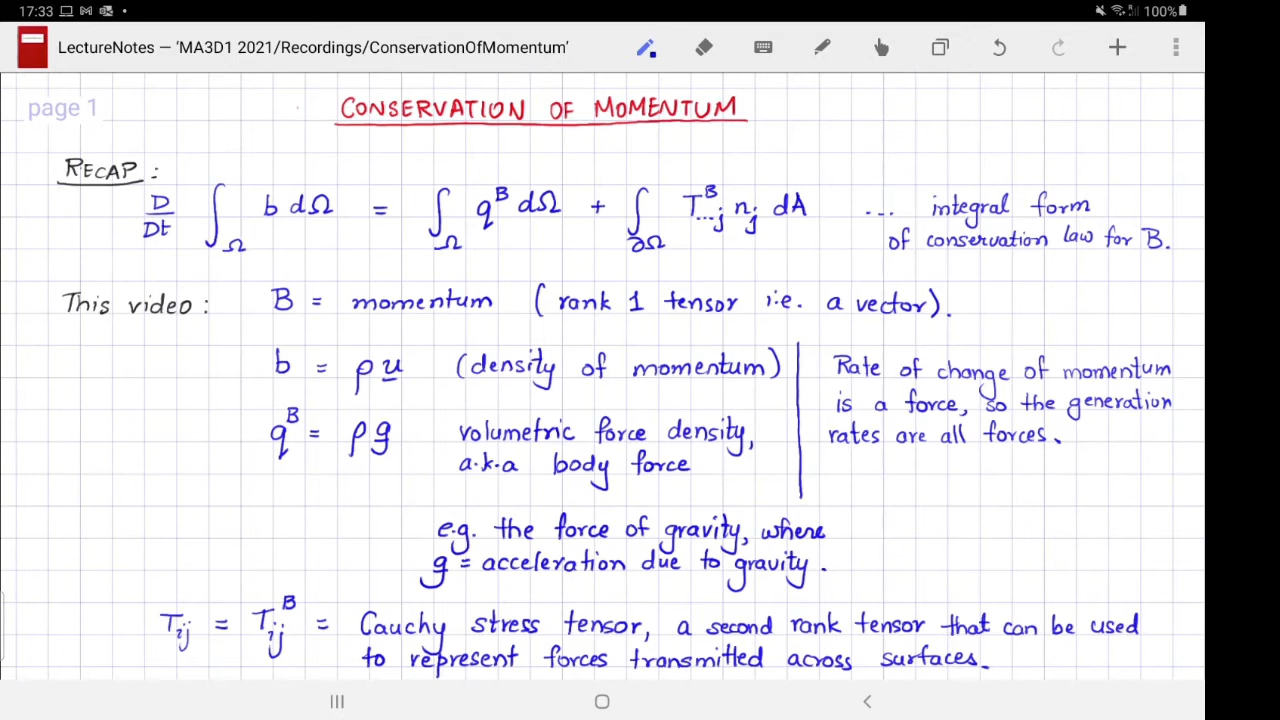 17:33 100%
LectureNotes — ‘MA3D1 2021/Recordings/ConservationOfMomentum’
page 1
CONSERVATION OF MOMENTUM
RECAP :
D/Dt ∫_Ω b dΩ = ∫_Ω q^B dΩ + ∫_∂Ω T^B_...j n_j dA ... integral form
of conservation law for B.
This video : B = momentum ( rank 1 tensor i.e. a vector).
b = ρ u (density of momentum)
q^B = ρ g volumetric force density,
a.k.a body force
Rate of change of momentum
is a force, so the generation
rates are all forces.
e.g. the force of gravity, where
g = acceleration due to gravity.
T_ij = T^B_ij = Cauchy stress tensor, a second rank tensor that can be used
to represent forces transmitted across surfaces.